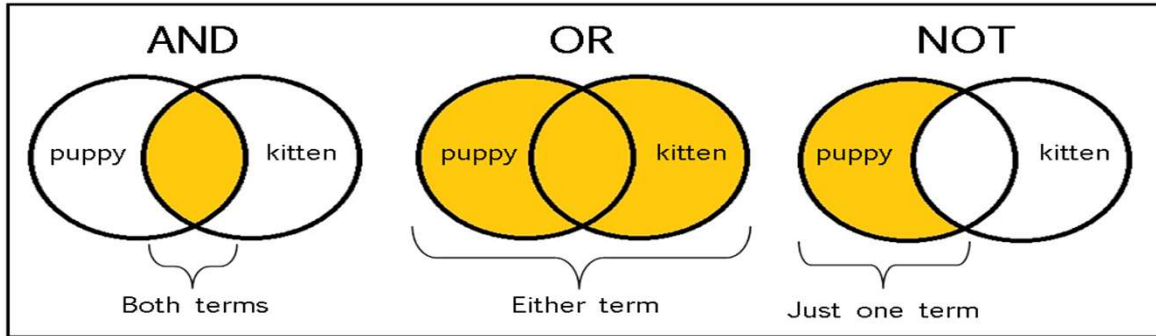 AND
OR
NOT
puppy
kitten
puppy
kitten
puppy
kitten
Both terms
Either term
Just one term